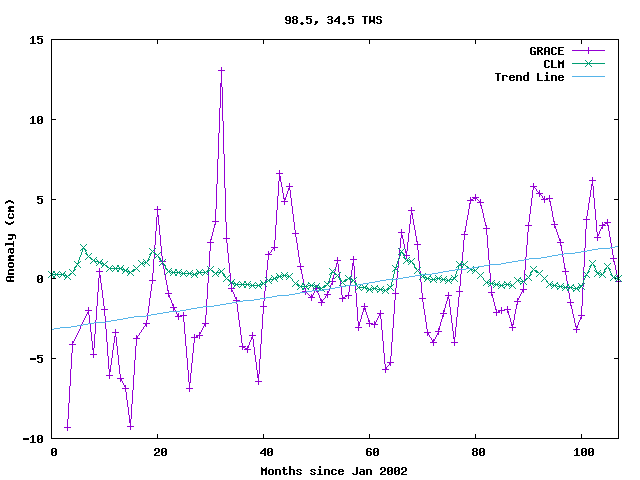 98.5, 34.5 TWS
15
10
5
0
-5
-10
Anomaly (cm)
GRACE
CLM
Trend Line
0 20 40 60 80 100
Months since Jan 2002